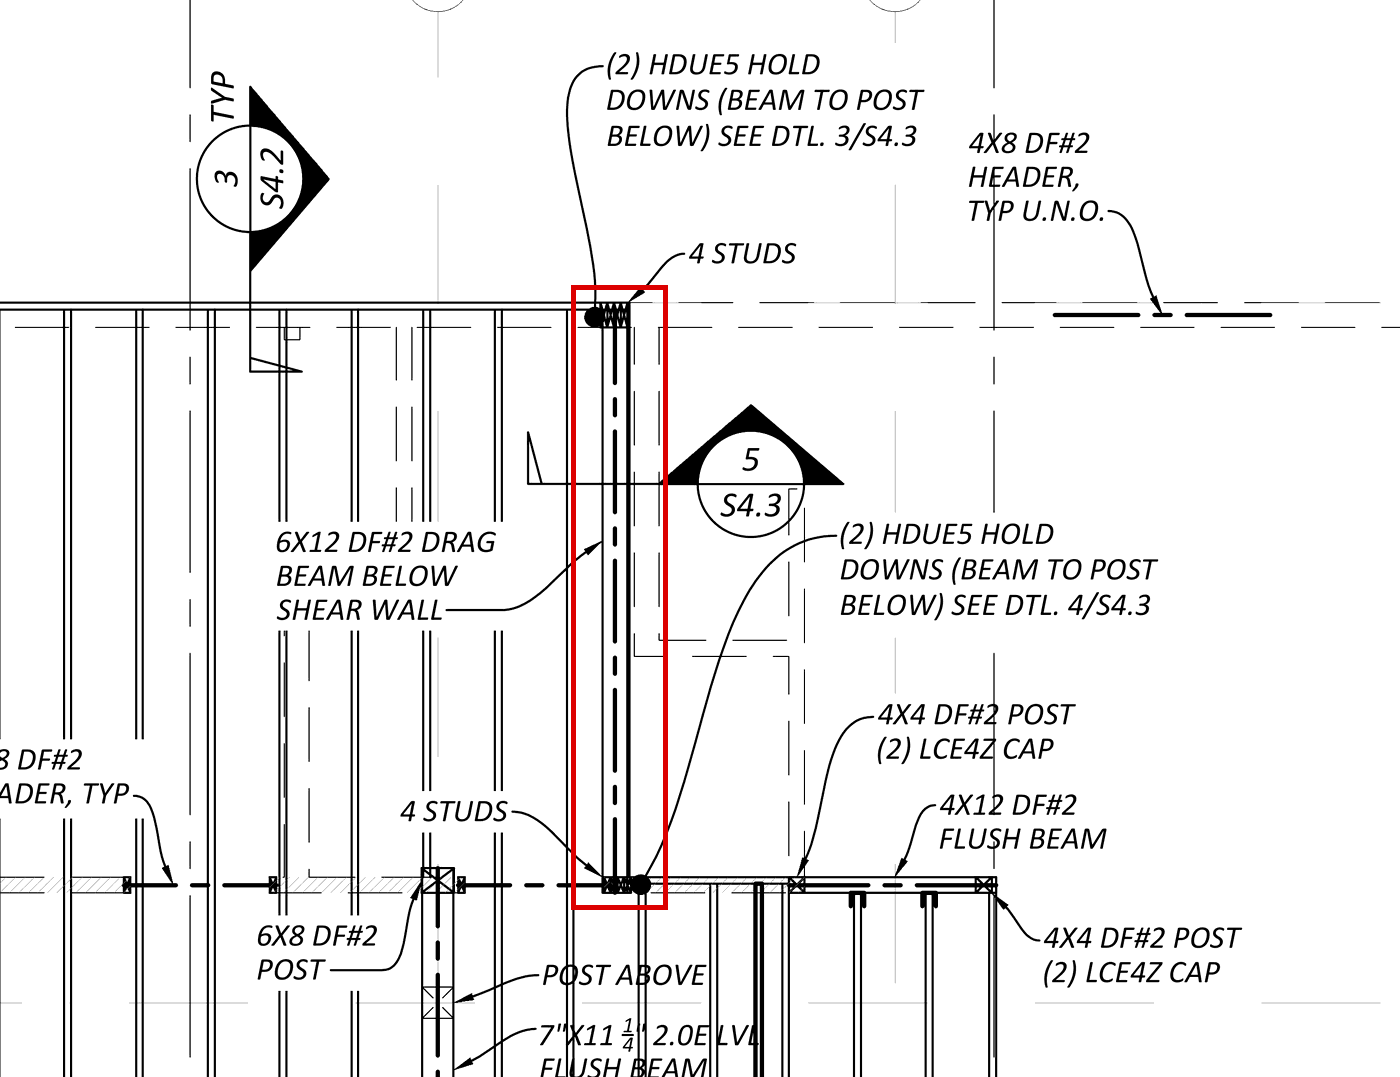 (2) HDUE5 HOLD
DOWNS (BEAM TO POST
BELOW) SEE DTL. 3/S4.3
TYP
3
S4.2
4X8 DF#2
HEADER,
TYP U.N.O.
4 STUDS
5
S4.3
6X12 DF#2 DRAG
BEAM BELOW
SHEAR WALL
(2) HDUE5 HOLD
DOWNS (BEAM TO POST
BELOW) SEE DTL. 4/S4.3
4X4 DF#2 POST
(2) LCE4Z CAP
8 DF#2
ADER, TYP
4 STUDS
4X12 DF#2
FLUSH BEAM
6X8 DF#2
POST
4X4 DF#2 POST
(2) LCE4Z CAP
POST ABOVE
7"X11 1/4" 2.0E LVL
FLUSH BEAM